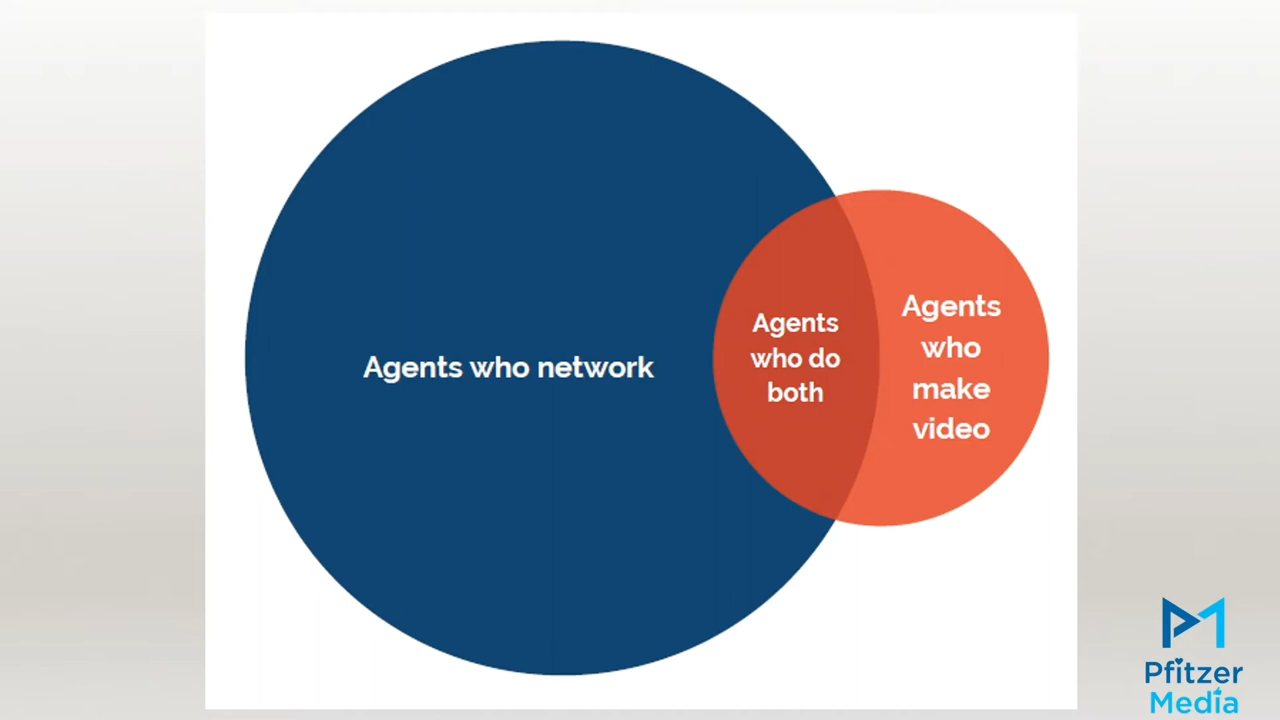 Agents who network
Agents
who do
both
Agents
who
make
video
Pfitzer
Media